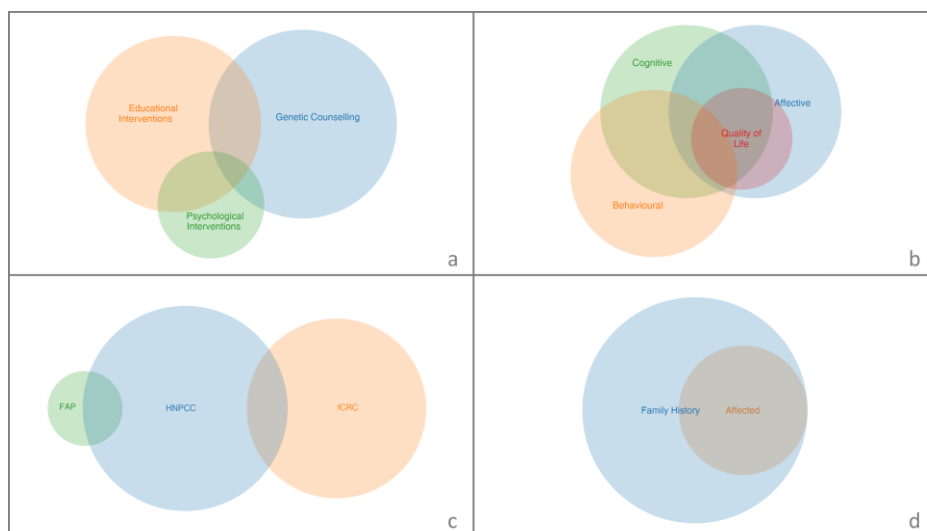 Educational
Interventions
Genetic Counselling
Psychological
Interventions
a
Cognitive
Affective
Quality of
Life
Behavioural
b
FAP
HNPCC
fCRC
c
Family History
Affected
d